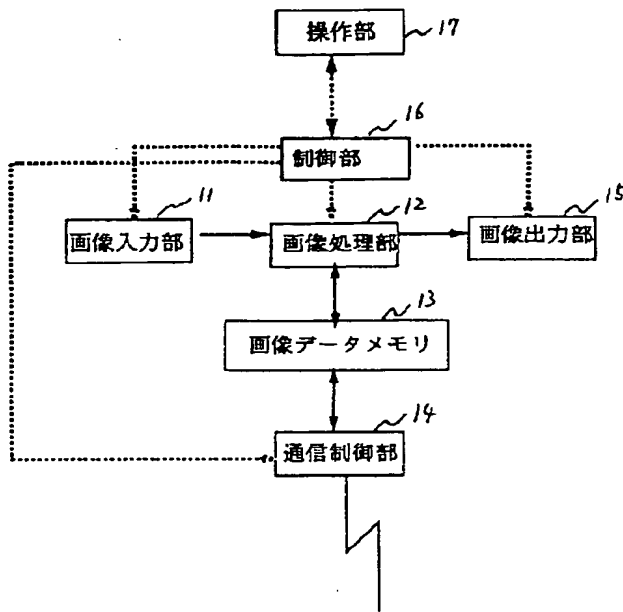 操作部
17
16
制御部
11
画像入力部
12
画像処理部
15
画像出力部
13
画像データメモリ
14
通信制御部